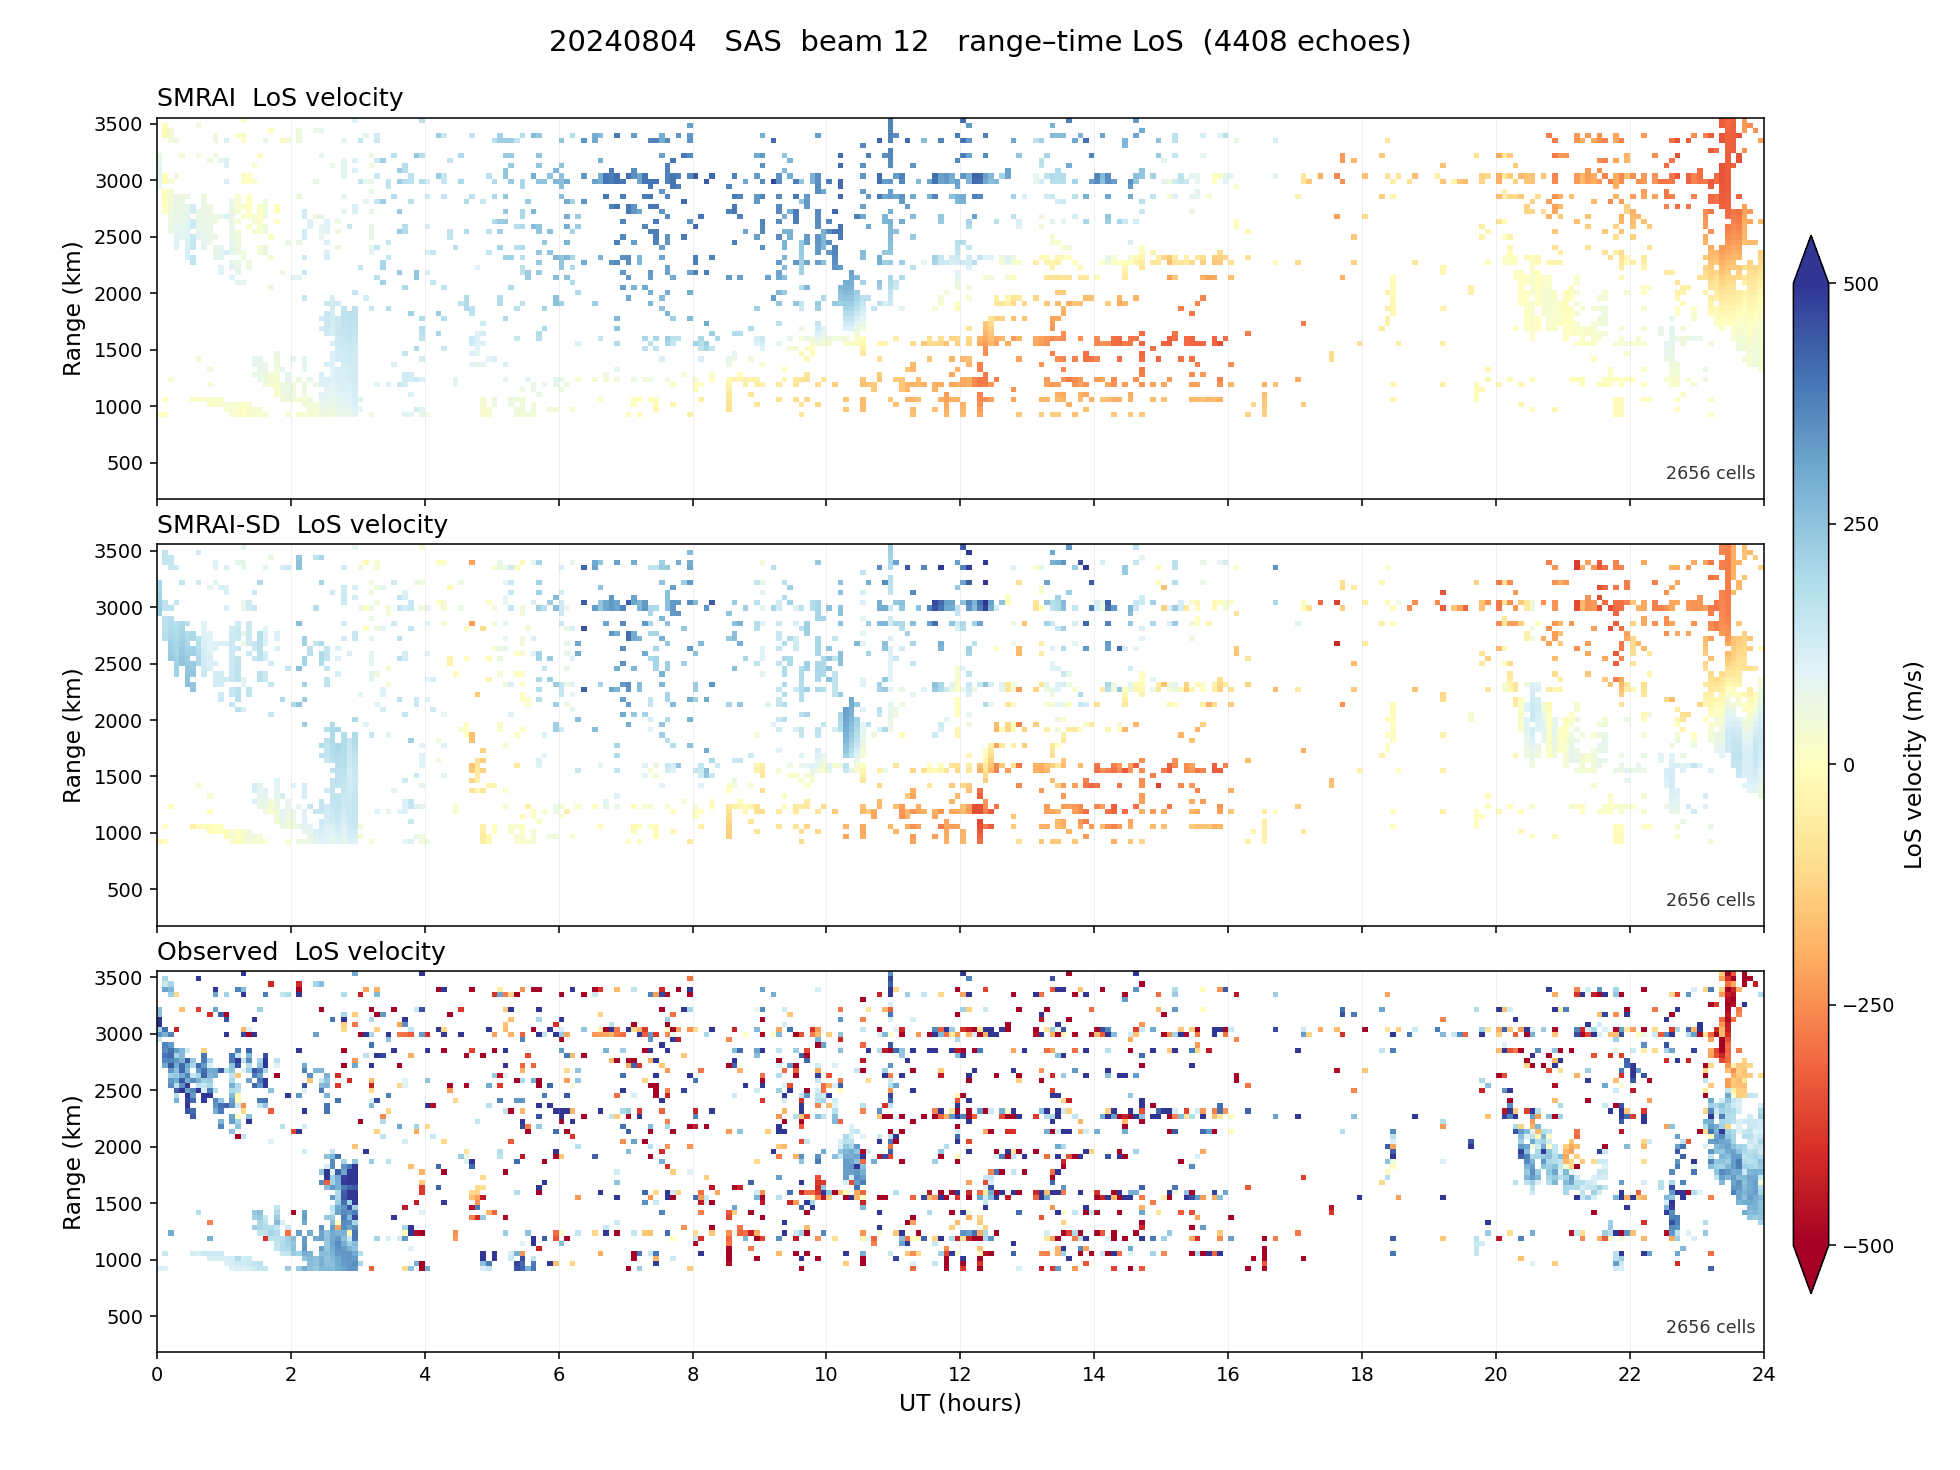 20240804   SAS  beam 12   range–time LoS  (4408 echoes)
SMRAI  LoS velocity
3500
3000
2500
2000
1500
1000
500
Range (km)
2656 cells
SMRAI-SD  LoS velocity
3500
3000
2500
2000
1500
1000
500
Range (km)
2656 cells
Observed  LoS velocity
3500
3000
2500
2000
1500
1000
500
Range (km)
2656 cells
0 2 4 6 8 10 12 14 16 18 20 22 24
UT (hours)
500
250
0
−250
−500
LoS velocity (m/s)